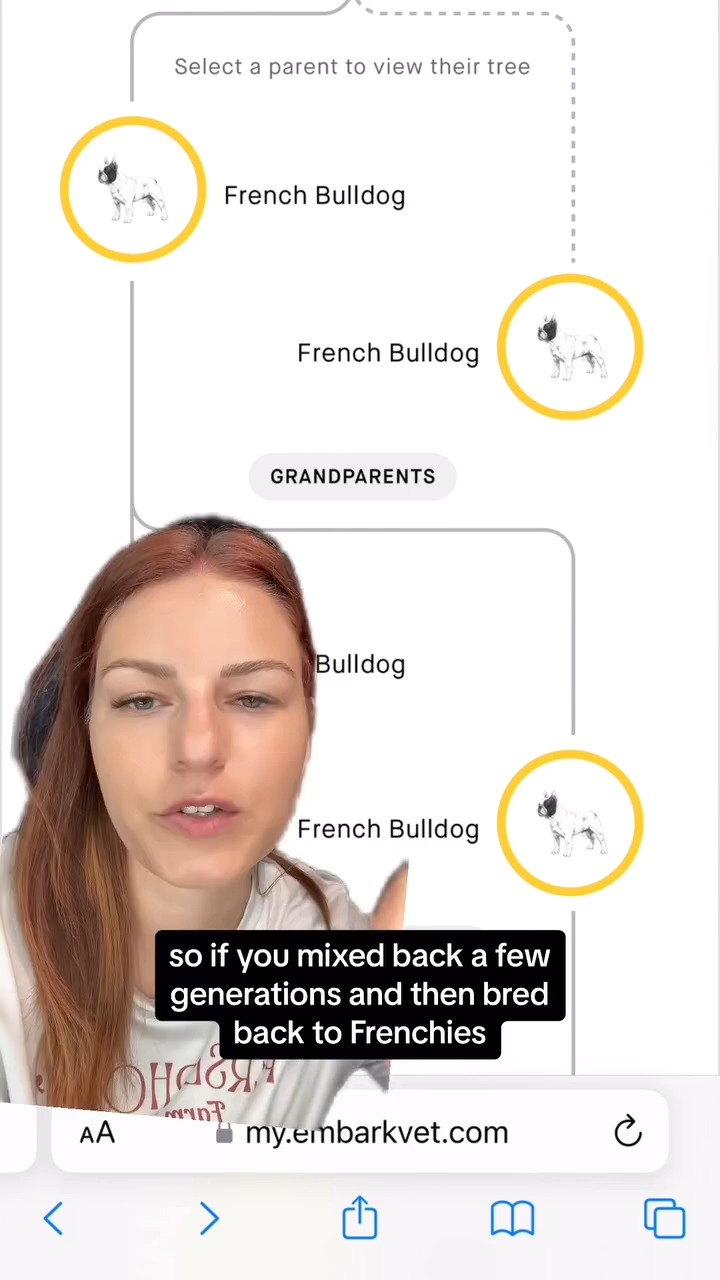 Select a parent to view their tree
French Bulldog
French Bulldog
GRANDPARENTS
Bulldog
French Bulldog
so if you mixed back a few
generations and then bred
back to Frenchies
AA
my.embarkvet.com